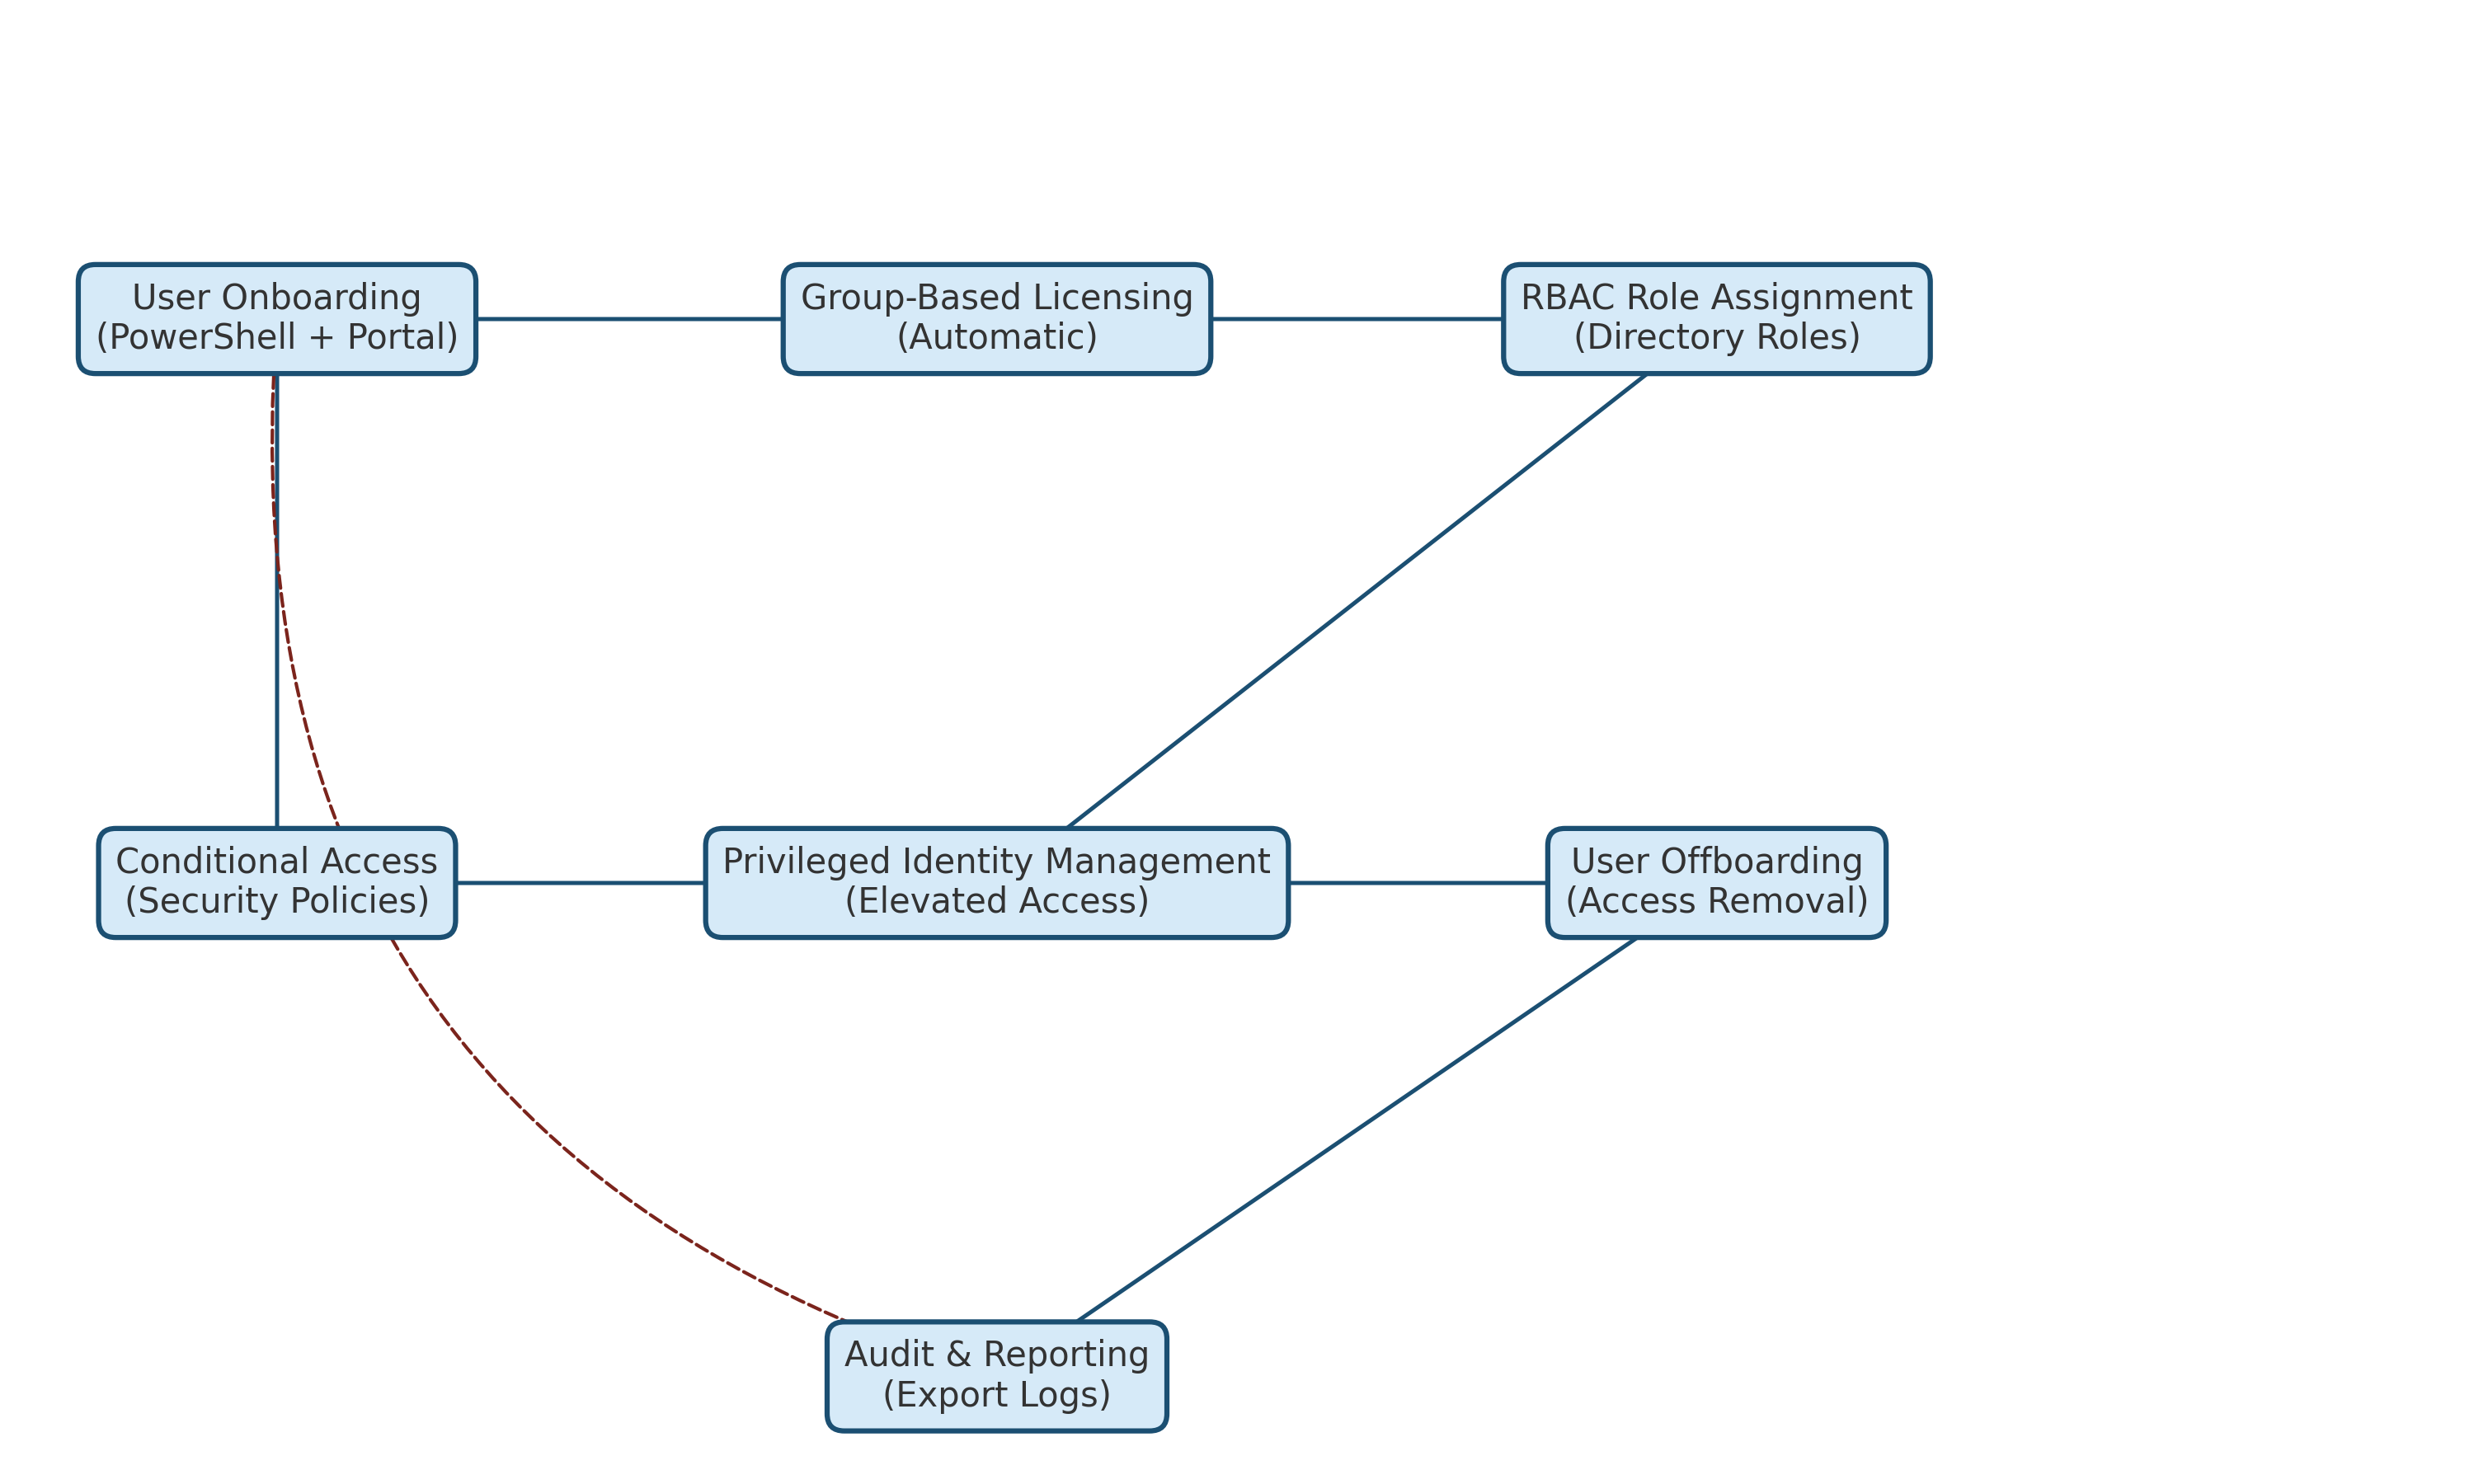 User Onboarding
(PowerShell + Portal)
Group-Based Licensing
(Automatic)
RBAC Role Assignment
(Directory Roles)
Conditional Access
(Security Policies)
Privileged Identity Management
(Elevated Access)
User Offboarding
(Access Removal)
Audit & Reporting
(Export Logs)